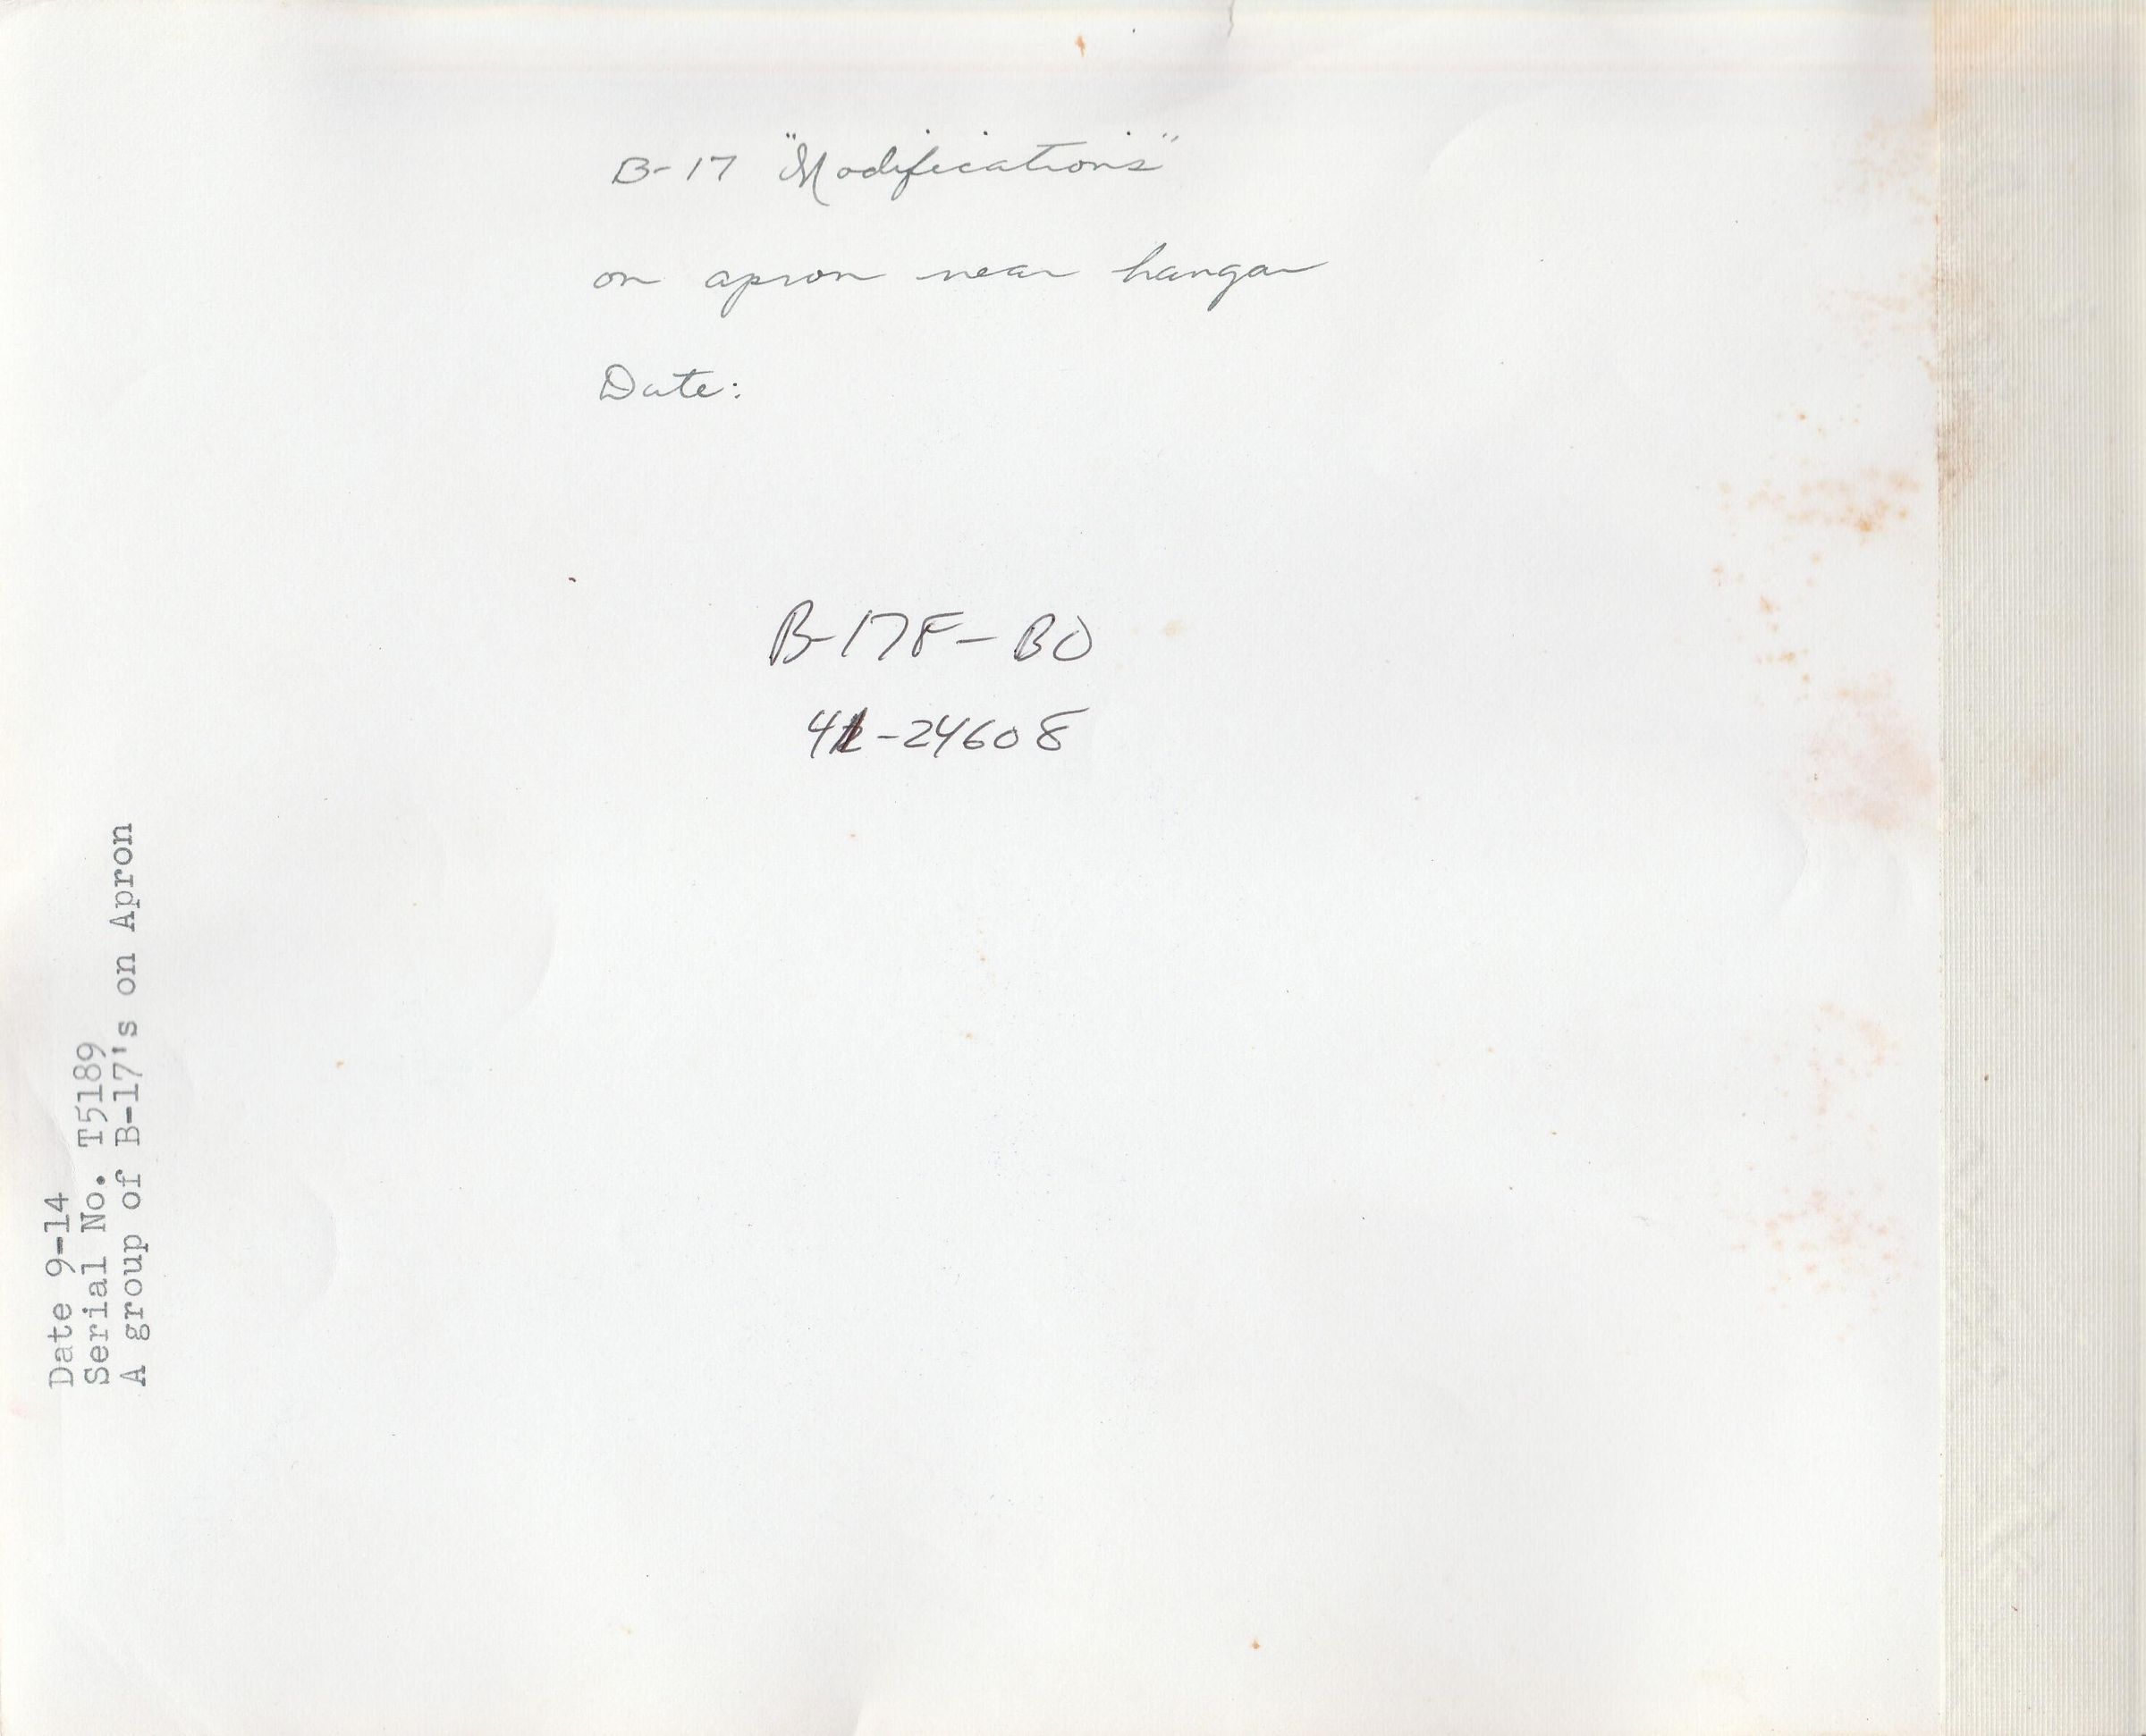 B-17 "Modifications"
on apron near hangar
Date:
B-17F-BO
41-24608
Date 9-14
Serial No. T5189
A group of B-17's on Apron